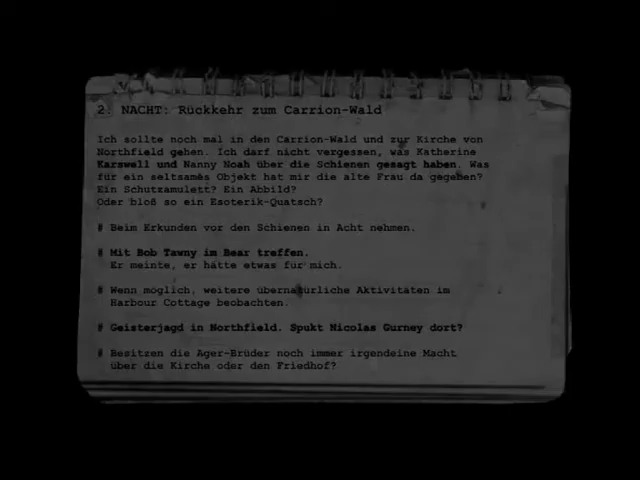 2. NACHT: Rückkehr zum Carrion-Wald
Ich sollte noch mal in den Carrion-Wald und zur Kirche von
Northfield gehen. Ich darf nicht vergessen, was Katherine
Karswell und Nanny Noah über die Schienen gesagt haben. Was
für ein seltsames Objekt hat mir die alte Frau da gegeben?
Ein Schutzamulett? Ein Abbild?
Oder bloß so ein Esoterik-Quatsch?
# Beim Erkunden vor den Schienen in Acht nehmen.
# Mit Bob Tawny im Bear treffen.
Er meinte, er hätte etwas für mich.
# Wenn möglich, weitere übernatürliche Aktivitäten im
Harbour Cottage beobachten.
# Geisterjagd in Northfield. Spukt Nicolas Gurney dort?
# Besitzen die Ager-Brüder noch immer irgendeine Macht
über die Kirche oder den Friedhof?